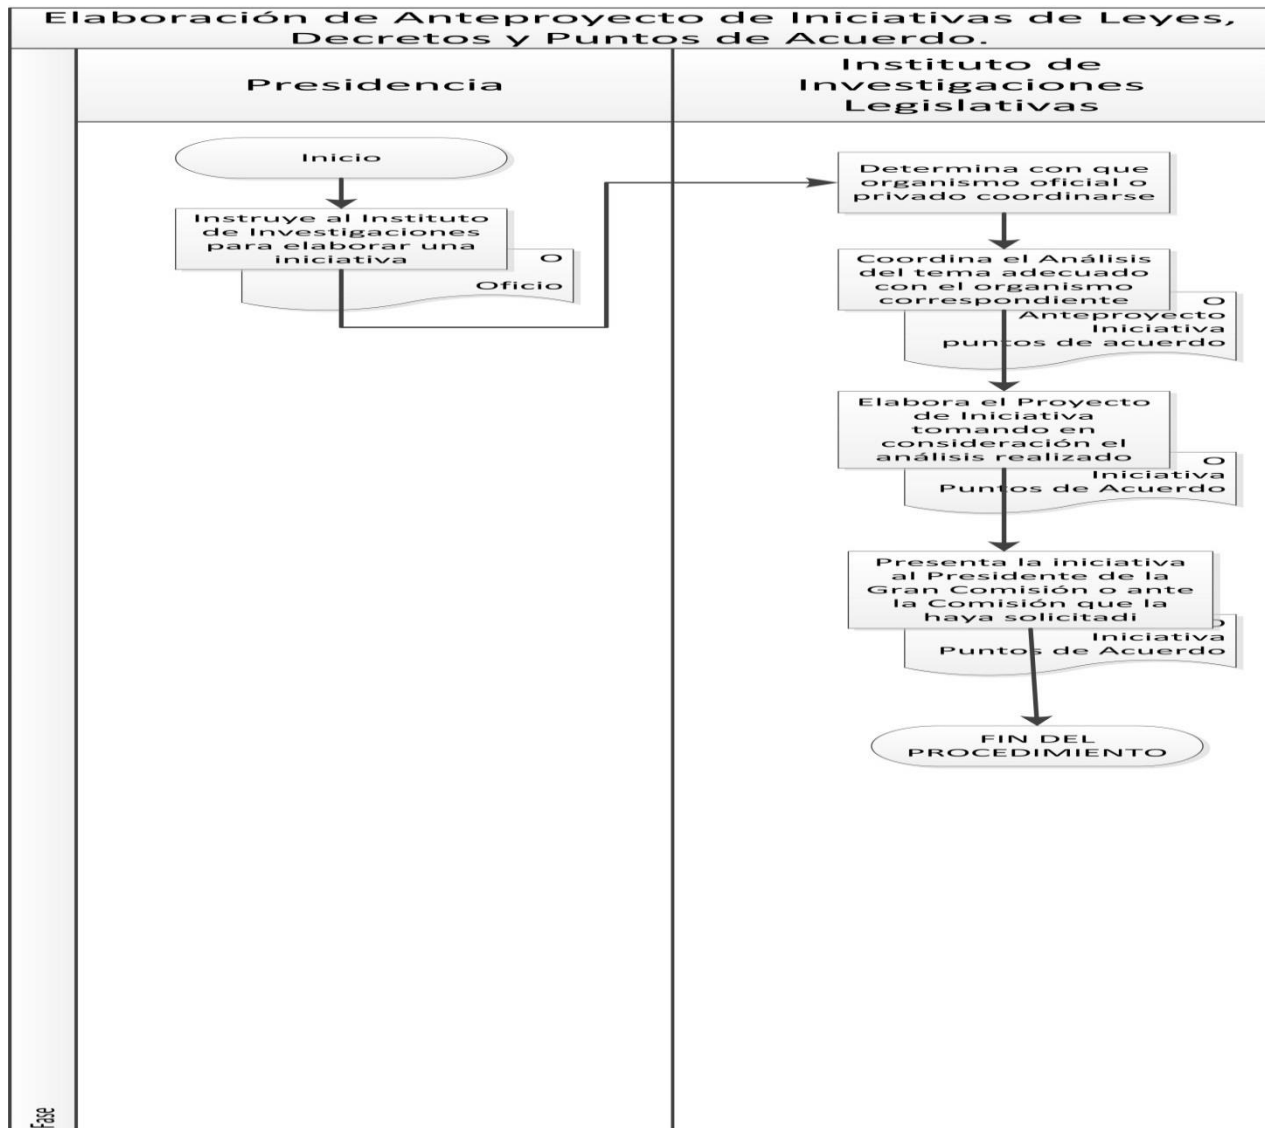 Elaboración de Anteproyecto de Iniciativas de Leyes,
Decretos y Puntos de Acuerdo.
Presidencia
Instituto de
Investigaciones
Legislativas
Inicio
Instruye al Instituto
de Investigaciones
para elaborar una
iniciativa
O
Oficio
Determina con que
organismo oficial o
privado coordinarse
Coordina el Análisis
del tema adecuado
con el organismo
correspondiente
O
Anteproyecto
Iniciativa
puntos de acuerdo
Elabora el Proyecto
de Iniciativa
tomando en
consideración el
análisis realizado
O
Iniciativa
Puntos de Acuerdo
Presenta la iniciativa
al Presidente de la
Gran Comisión o ante
la Comisión que la
haya solicitadi
O
Iniciativa
Puntos de Acuerdo
FIN DEL
PROCEDIMIENTO
Fase